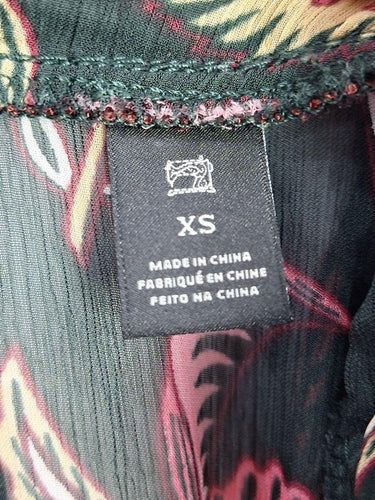 XS
MADE IN CHINA
FABRIQUÉ EN CHINE
FEITO NA CHINA